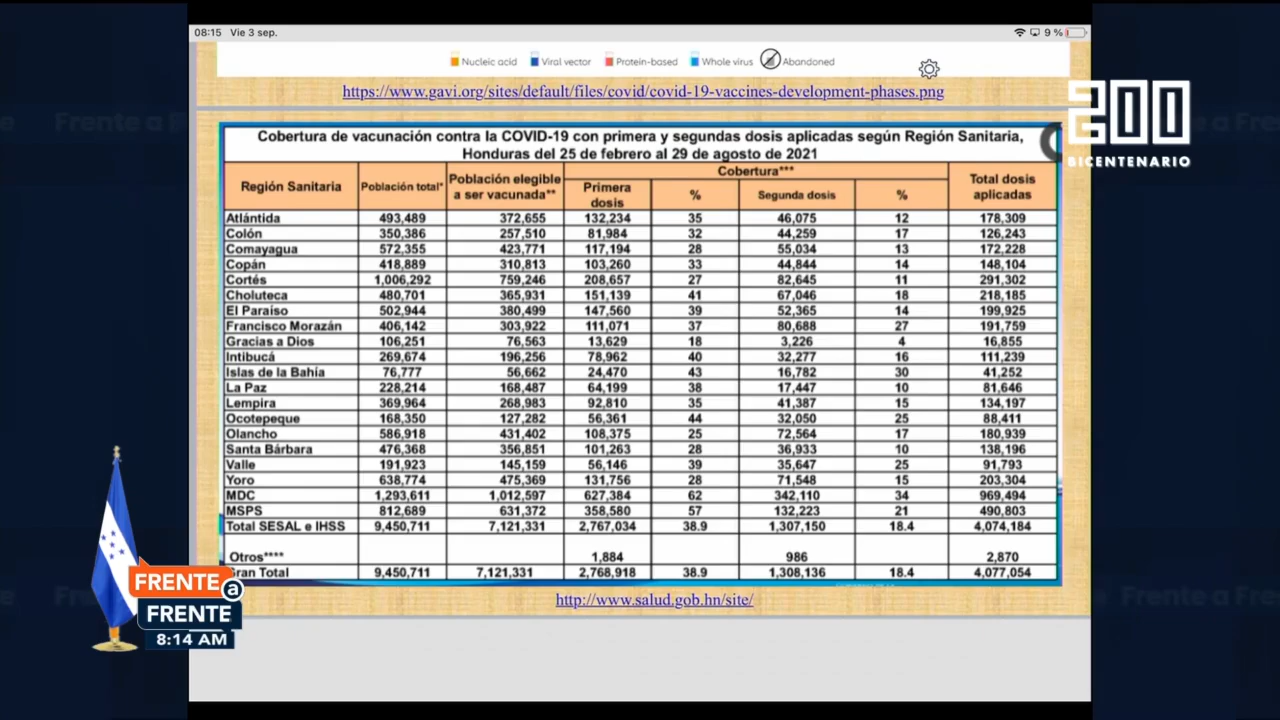 08:15 Vie 3 sep.
9 %
Nucleic acid Viral vector Protein-based Whole virus Abandoned
https://www.gavi.org/sites/default/files/covid/covid-19-vaccines-development-phases.png
200
BICENTENARIO
Cobertura de vacunación contra la COVID-19 con primera y segundas dosis aplicadas según Región Sanitaria,
Honduras del 25 de febrero al 29 de agosto de 2021
Región Sanitaria Población total* Población elegible a ser vacunada** Cobertura*** Total dosis aplicadas
Primera dosis % Segunda dosis %
Atlántida 493,489 372,655 132,234 35 46,075 12 178,309
Colón 350,386 257,510 81,984 32 44,259 17 126,243
Comayagua 572,355 423,771 117,194 28 55,034 13 172,228
Copán 418,889 310,813 103,260 33 44,844 14 148,104
Cortés 1,006,292 759,246 208,657 27 82,645 11 291,302
Choluteca 480,701 365,931 151,139 41 67,046 18 218,185
El Paraíso 502,944 380,499 147,560 39 52,365 14 199,925
Francisco Morazán 406,142 303,922 111,071 37 80,688 27 191,759
Gracias a Dios 106,251 76,563 13,629 18 3,226 4 16,855
Intibucá 269,674 196,256 78,962 40 32,277 16 111,239
Islas de la Bahía 76,777 56,662 24,470 43 16,782 30 41,252
La Paz 228,214 168,487 64,199 38 17,447 10 81,646
Lempira 369,964 268,983 92,810 35 41,387 15 134,197
Ocotepeque 168,350 127,282 56,361 44 32,050 25 88,411
Olancho 586,918 431,402 108,375 25 72,564 17 180,939
Santa Bárbara 476,368 356,851 101,263 28 36,933 10 138,196
Valle 191,923 145,159 56,146 39 35,647 25 91,793
Yoro 638,774 475,369 131,756 28 71,548 15 203,304
MDC 1,293,611 1,012,597 627,384 62 342,110 34 969,494
MSPS 812,689 631,372 358,580 57 132,223 21 490,803
Total SESAL e IHSS 9,450,711 7,121,331 2,767,034 38.9 1,307,150 18.4 4,074,184
Otros**** 1,884 986 2,870
Gran Total 9,450,711 7,121,331 2,768,918 38.9 1,308,136 18.4 4,077,054
http://www.salud.gob.hn/site/
FRENTE a
FRENTE
8:14 AM